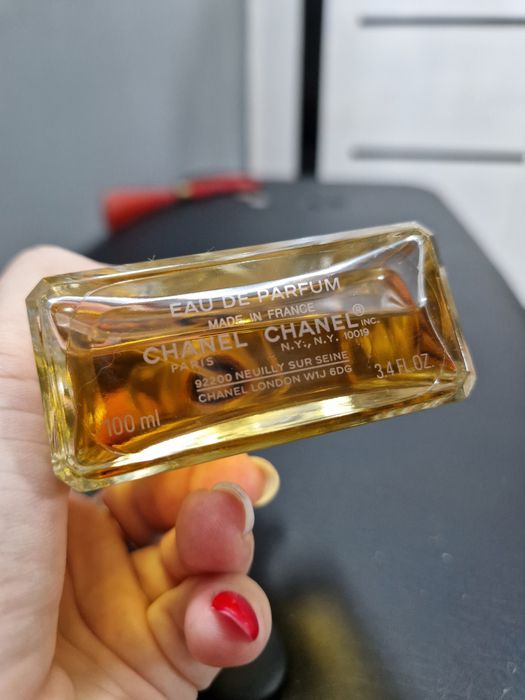 EAU DE PARFUM
MADE IN FRANCE
CHANEL CHANEL® INC.
PARIS N.Y., N.Y. 10019
92200 NEUILLY SUR SEINE
CHANEL LONDON W1J 6DG
100 ml 3.4 FL.OZ.